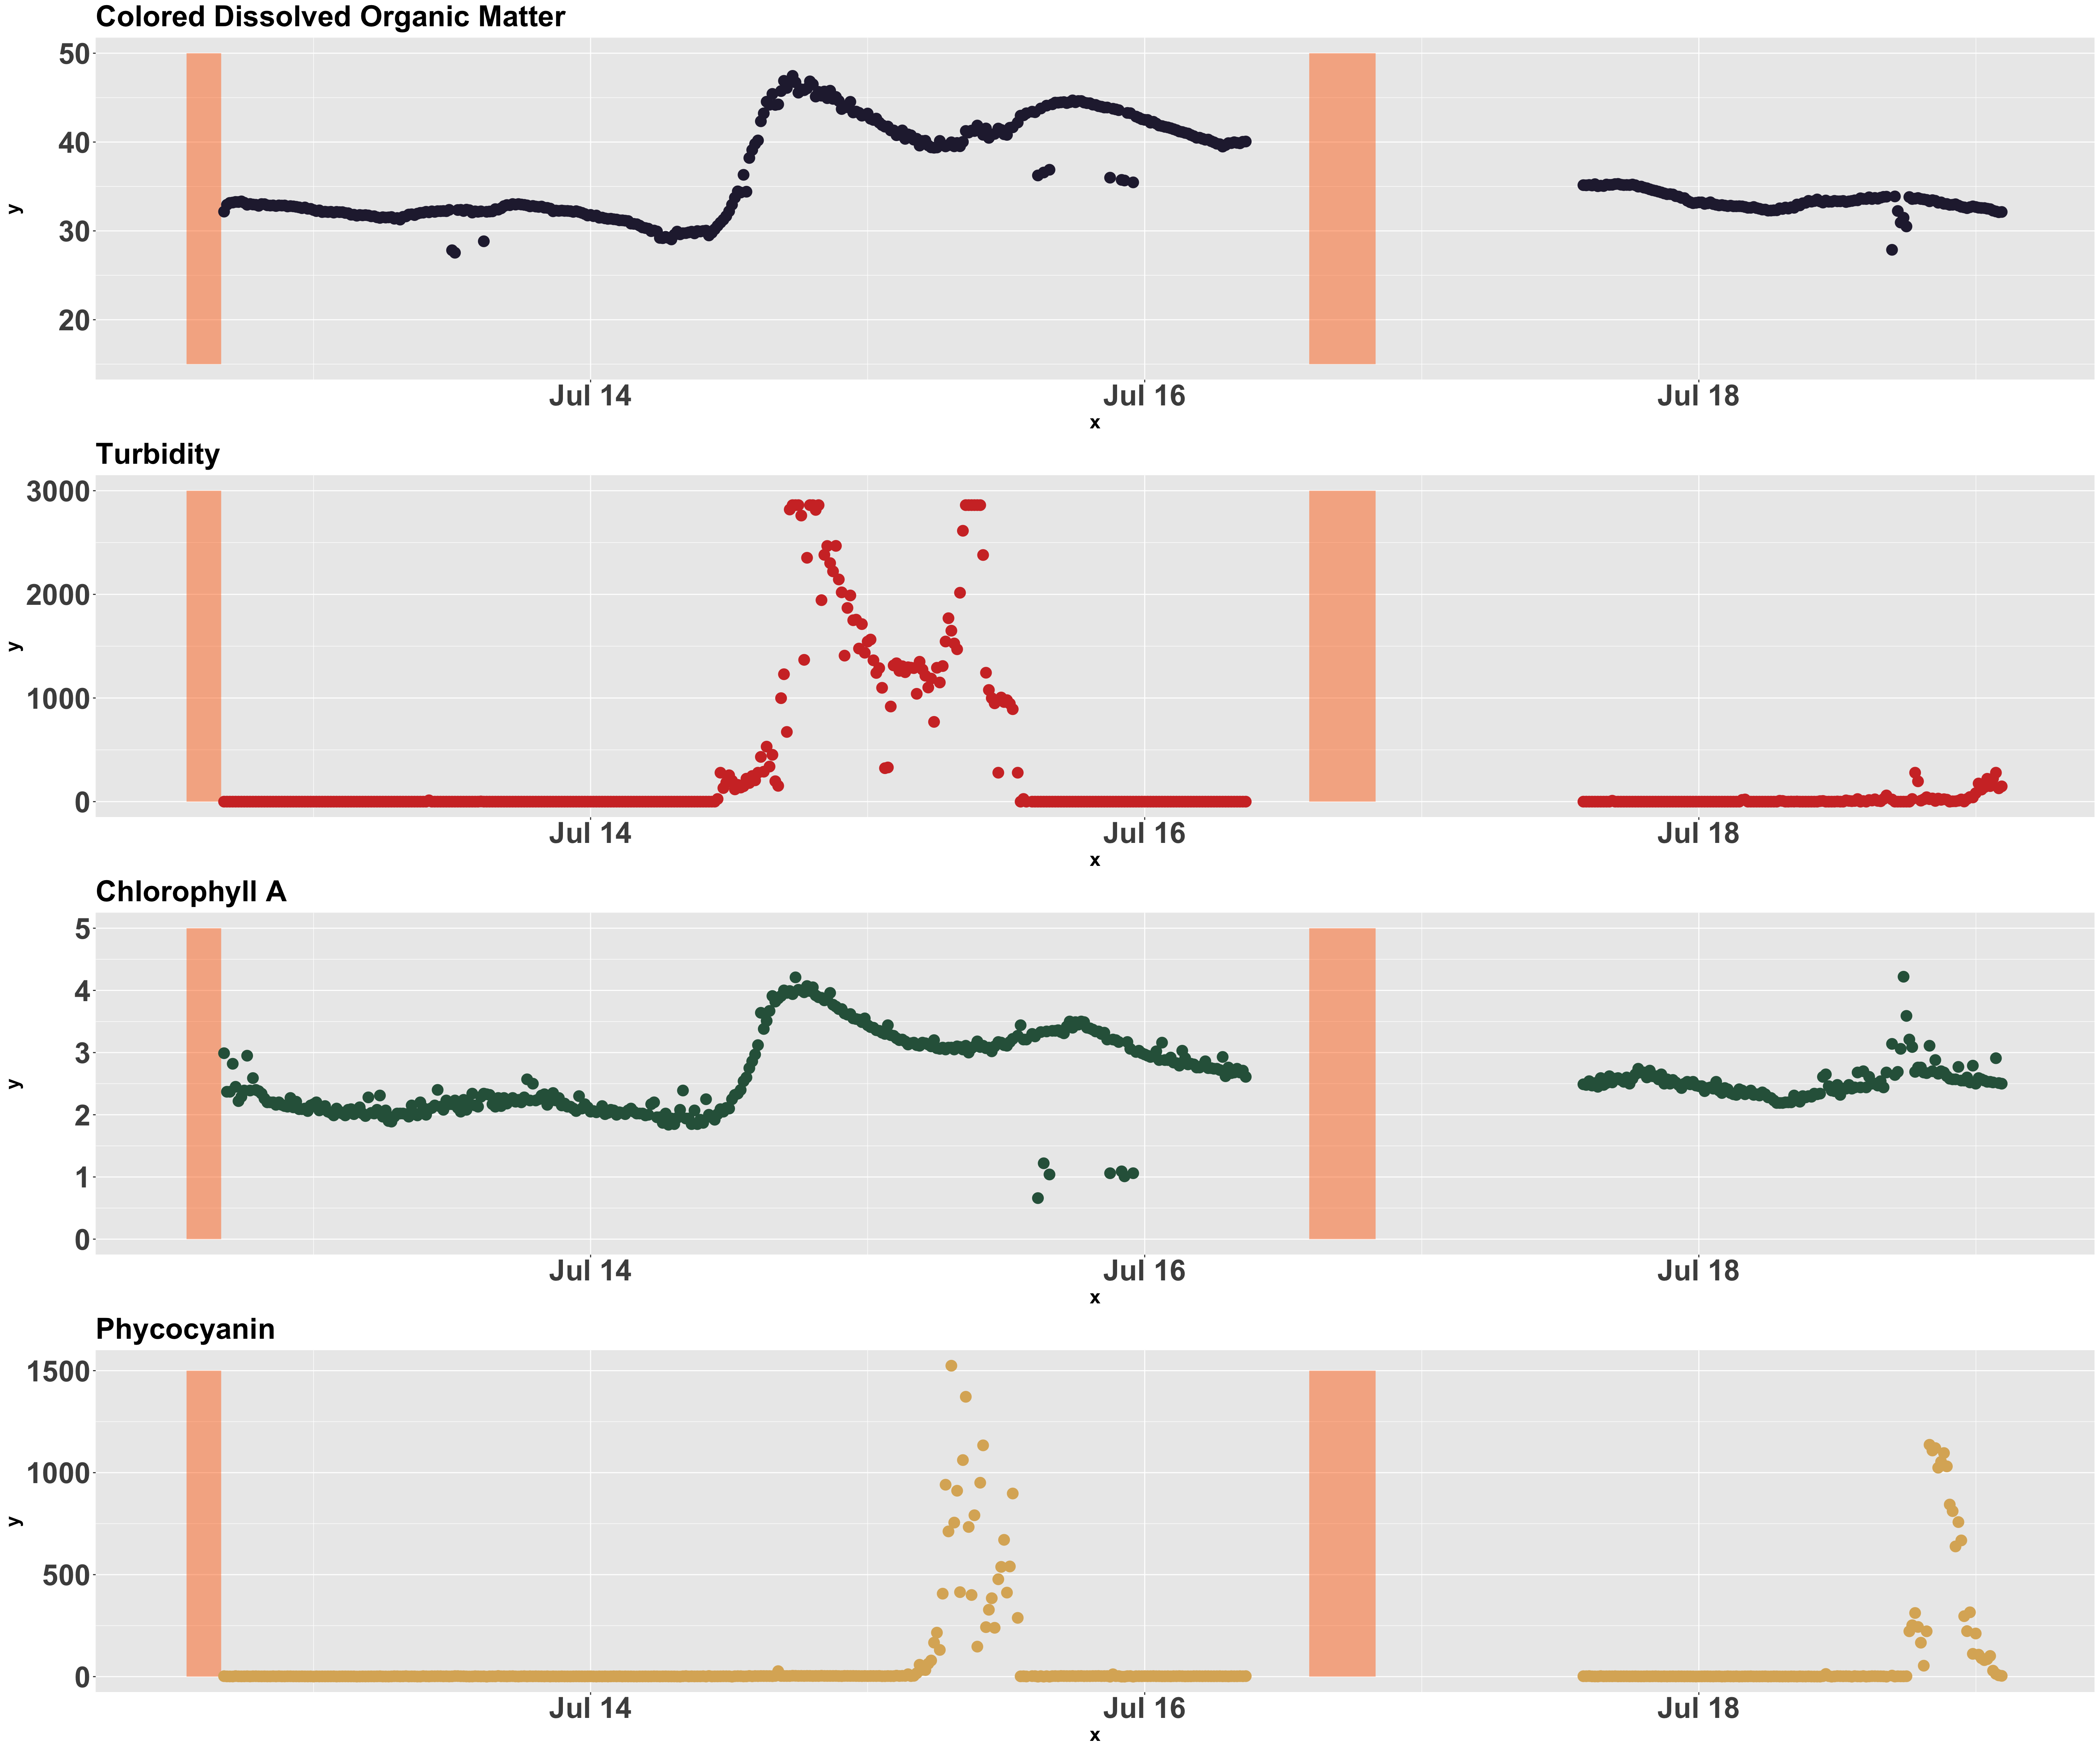 Colored Dissolved Organic Matter
50
40
30
20
y
Jul 14 Jul 16 Jul 18
x
Turbidity
3000
2000
1000
0
y
Jul 14 Jul 16 Jul 18
x
Chlorophyll A
5
4
3
2
1
0
y
Jul 14 Jul 16 Jul 18
x
Phycocyanin
1500
1000
500
0
y
Jul 14 Jul 16 Jul 18
x